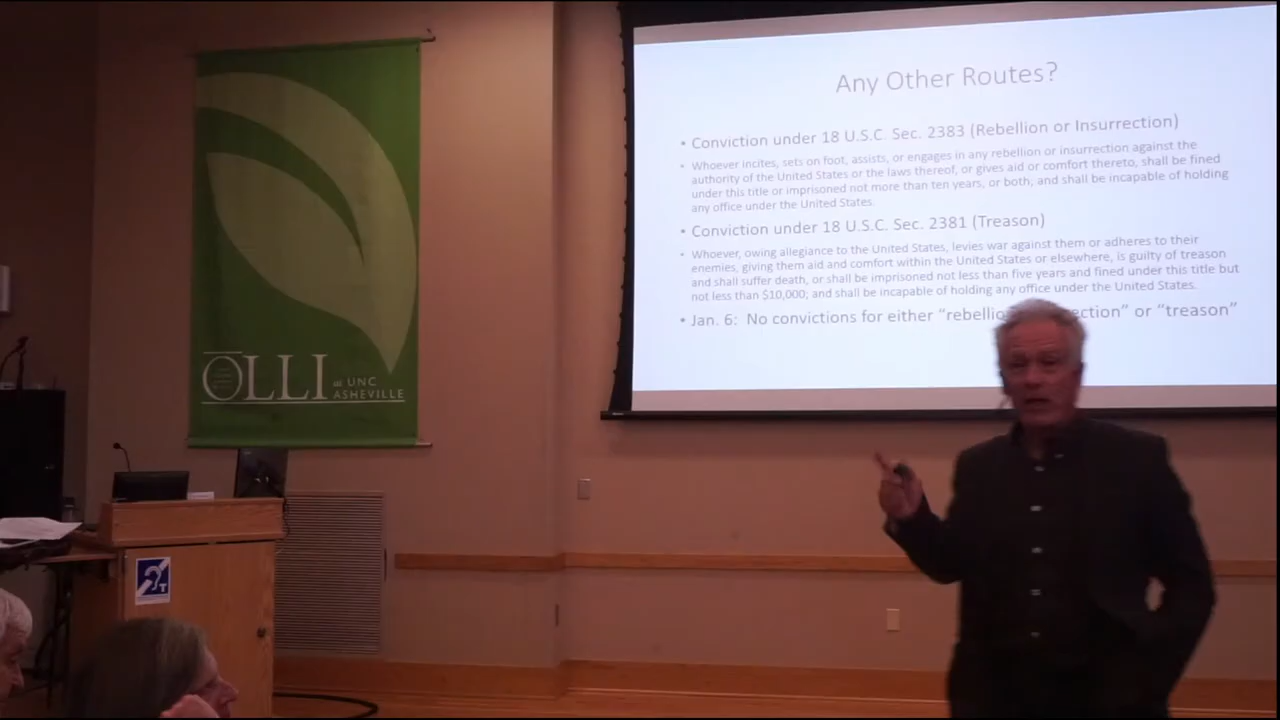 Any Other Routes?
• Conviction under 18 U.S.C. Sec. 2383 (Rebellion or Insurrection)
• Whoever incites, sets on foot, assists, or engages in any rebellion or insurrection against the
authority of the United States or the laws thereof, or gives aid or comfort thereto, shall be fined
under this title or imprisoned not more than ten years, or both; and shall be incapable of holding
any office under the United States.
• Conviction under 18 U.S.C. Sec. 2381 (Treason)
• Whoever, owing allegiance to the United States, levies war against them or adheres to their
enemies, giving them aid and comfort within the United States or elsewhere, is guilty of treason
and shall suffer death, or shall be imprisoned not less than five years and fined under this title but
not less than $10,000; and shall be incapable of holding any office under the United States.
• Jan. 6: No convictions for either “rebellio ection” or “treason”
OLLI at UNC
ASHEVILLE
T